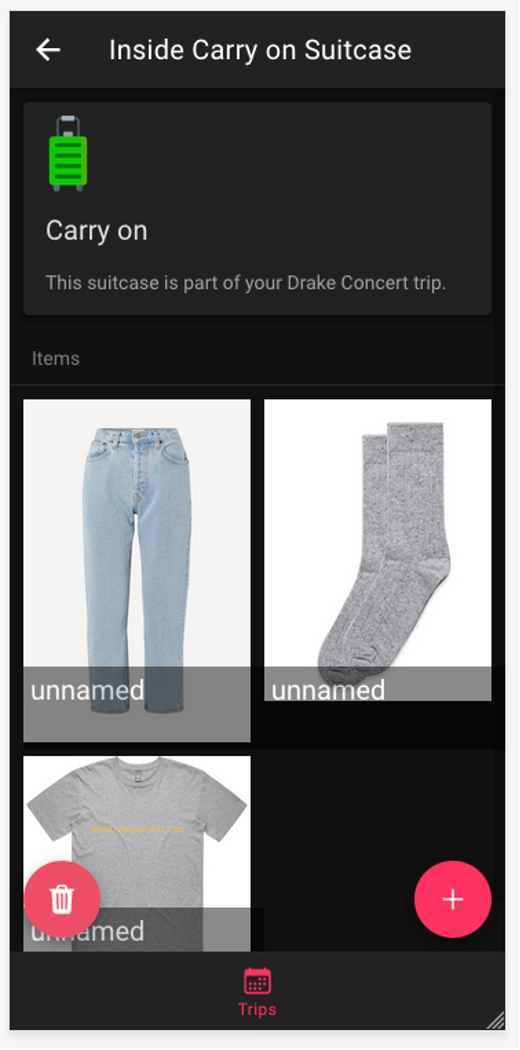 Inside Carry on Suitcase
Carry on
This suitcase is part of your Drake Concert trip.
Items
unnamed
unnamed
unnamed
Trips